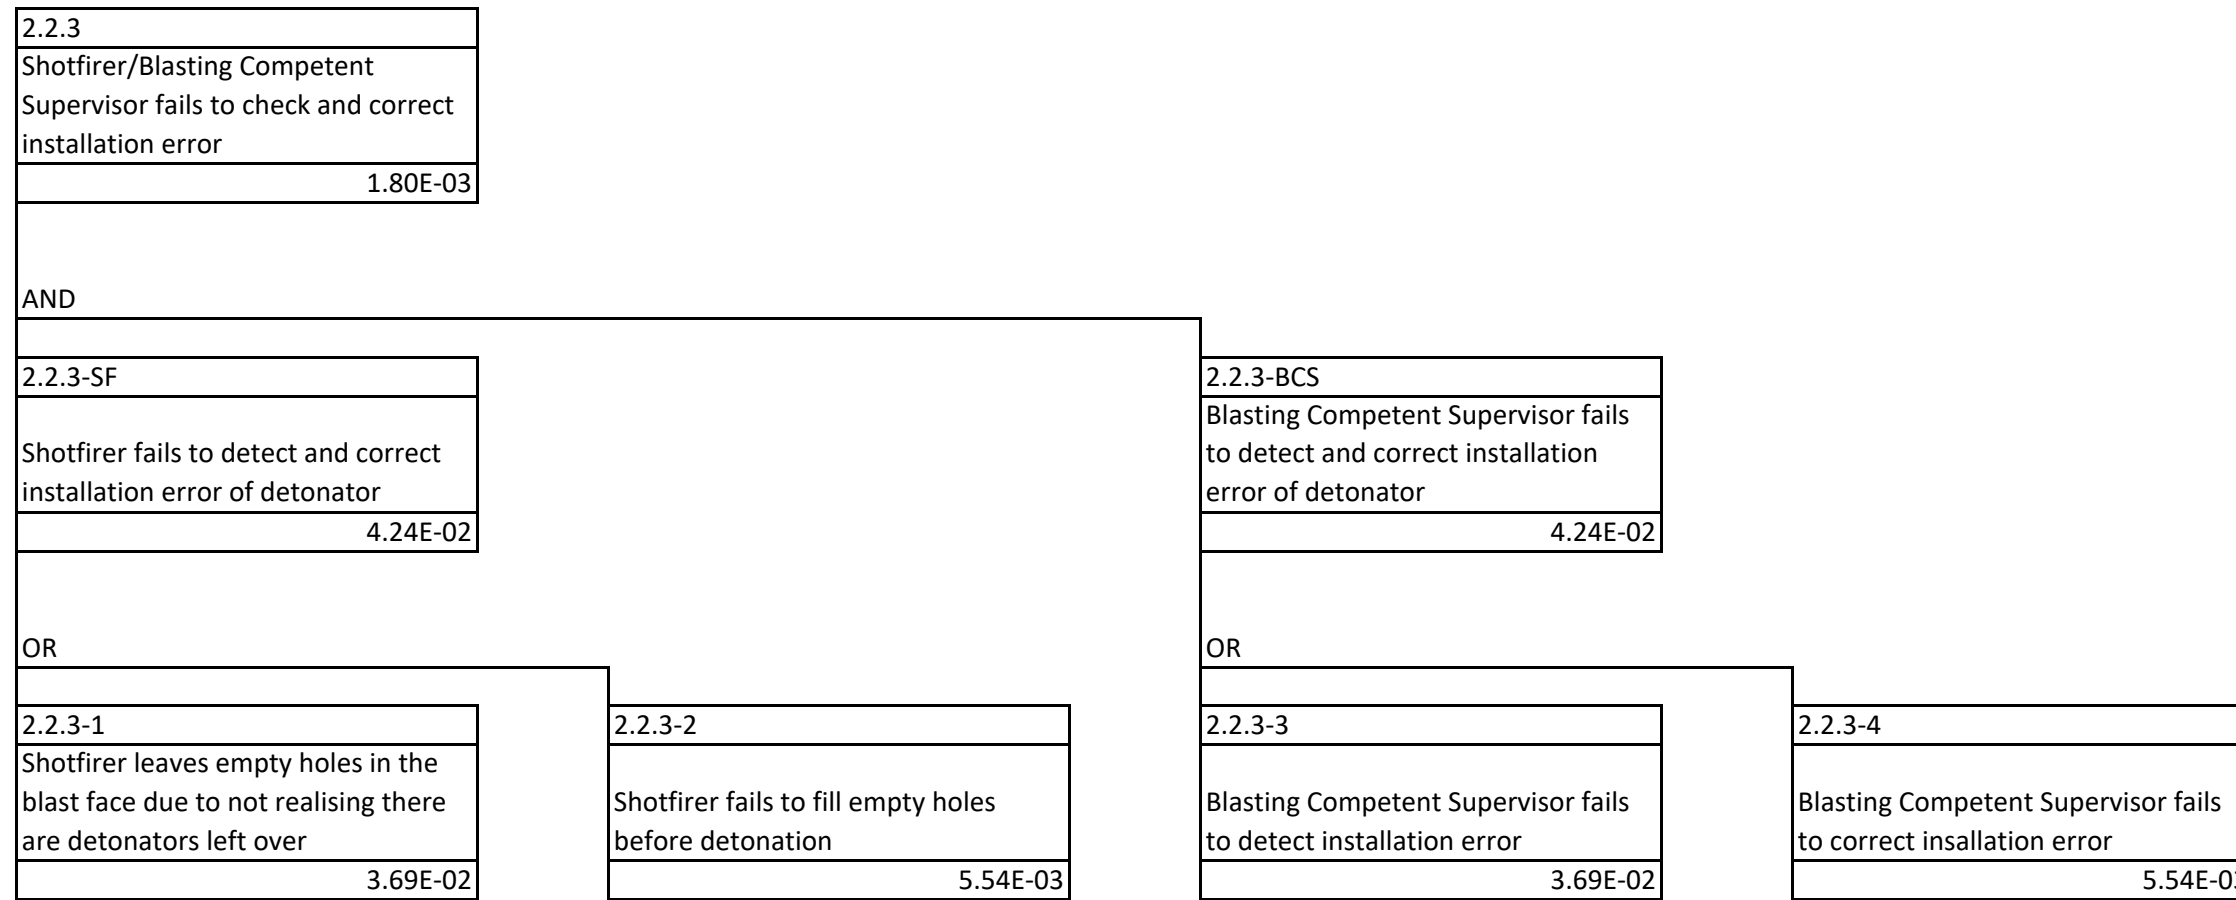 2.2.3
Shotfirer/Blasting Competent
Supervisor fails to check and correct
installation error
1.80E-03
AND
2.2.3-SF
Shotfirer fails to detect and correct
installation error of detonator
4.24E-02
2.2.3-BCS
Blasting Competent Supervisor fails
to detect and correct installation
error of detonator
4.24E-02
OR
OR
2.2.3-1
Shotfirer leaves empty holes in the
blast face due to not realising there
are detonators left over
3.69E-02
2.2.3-2
Shotfirer fails to fill empty holes
before detonation
5.54E-03
2.2.3-3
Blasting Competent Supervisor fails
to detect installation error
3.69E-02
2.2.3-4
Blasting Competent Supervisor fails
to correct insallation error
5.54E-03